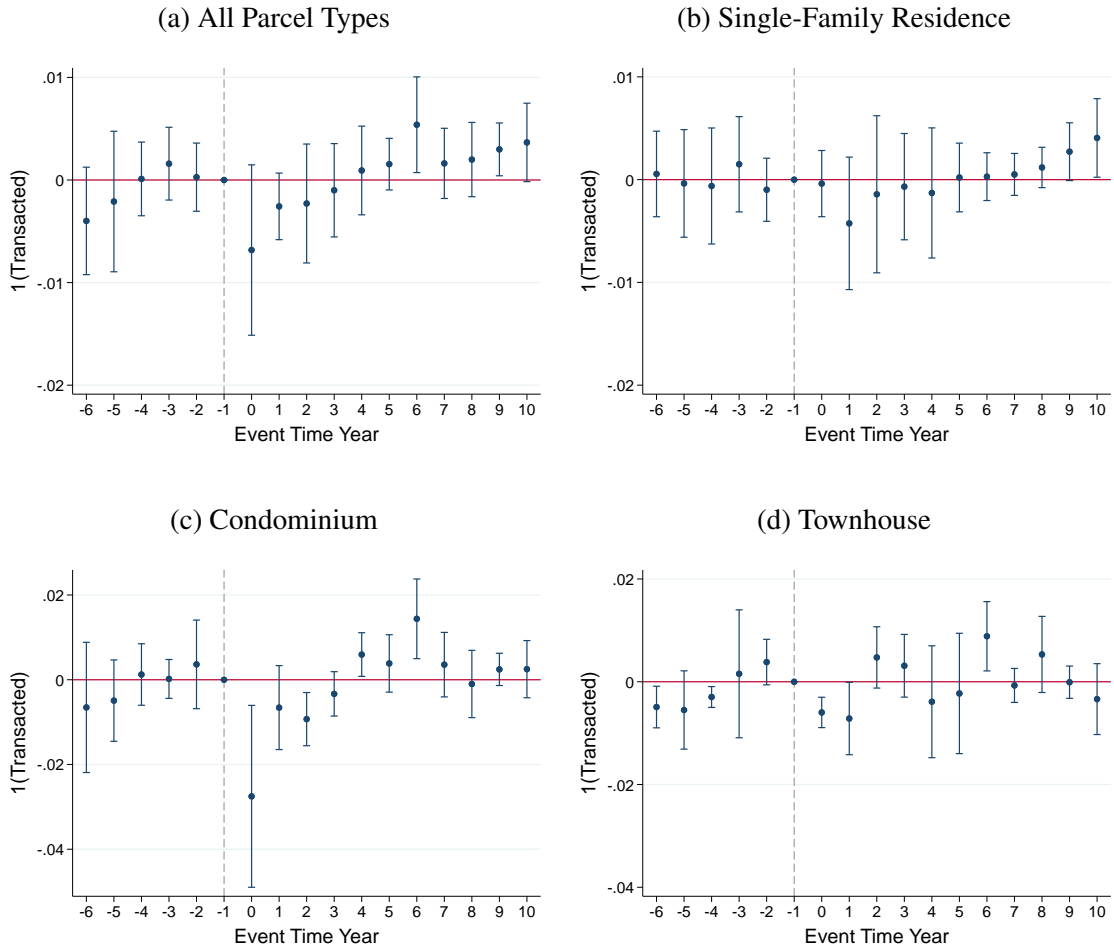 (a) All Parcel Types
.01
0
-.01
-.02
1(Transacted)
-6 -5 -4 -3 -2 -1 0 1 2 3 4 5 6 7 8 9 10
Event Time Year
(b) Single-Family Residence
.01
0
-.01
-.02
1(Transacted)
-6 -5 -4 -3 -2 -1 0 1 2 3 4 5 6 7 8 9 10
Event Time Year
(c) Condominium
.02
0
-.02
-.04
1(Transacted)
-6 -5 -4 -3 -2 -1 0 1 2 3 4 5 6 7 8 9 10
Event Time Year
(d) Townhouse
.02
0
-.02
-.04
1(Transacted)
-6 -5 -4 -3 -2 -1 0 1 2 3 4 5 6 7 8 9 10
Event Time Year